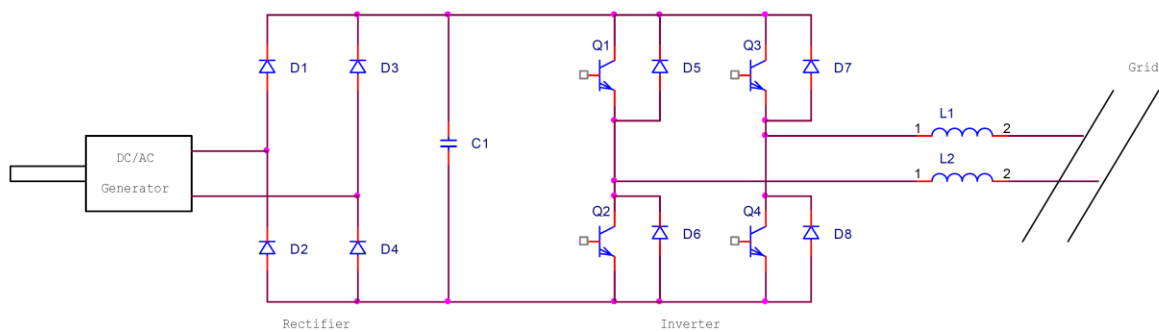 Q1
Q3
D1
D3
D5
D7
Grid
L1
1
2
C1
DC/AC
Generator
L2
1
2
Q2
Q4
D2
D4
D6
D8
Rectifier
Inverter